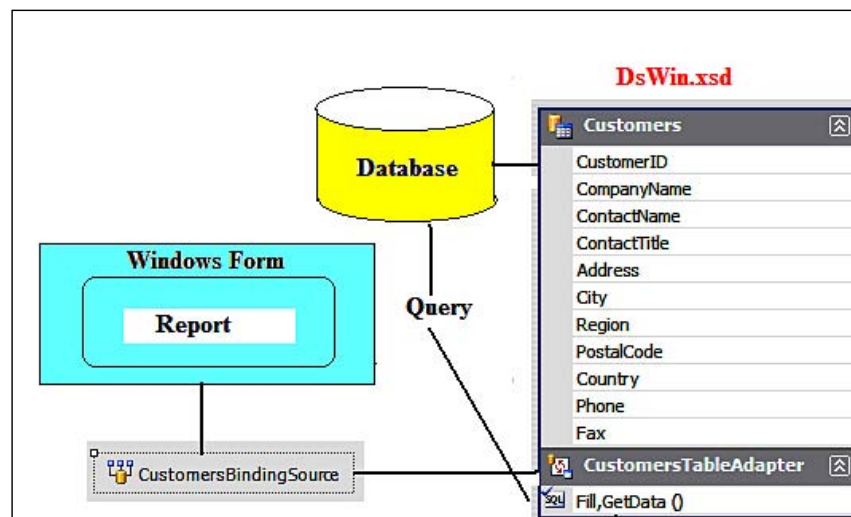 DsWin.xsd
Database
Customers
CustomerID
CompanyName
ContactName
ContactTitle
Address
City
Region
PostalCode
Country
Phone
Fax
Windows Form
Report
Query
CustomersBindingSource
CustomersTableAdapter
SQL Fill,GetData ()